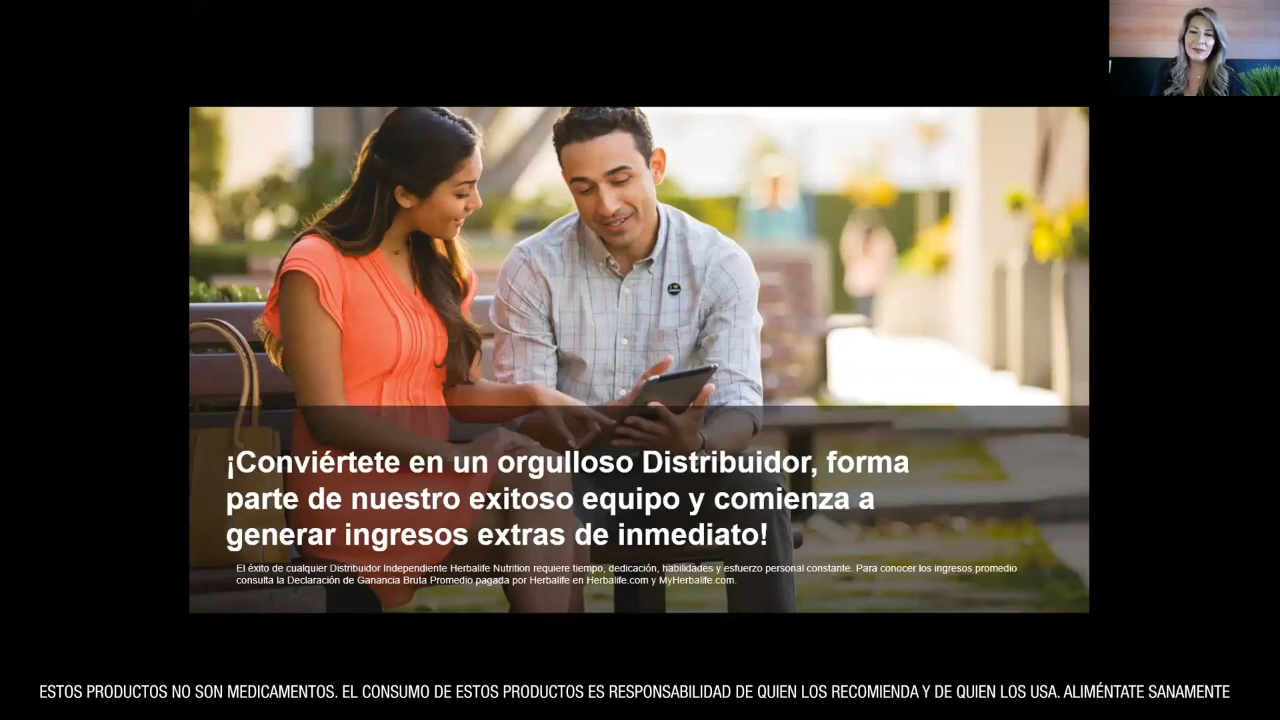 ¡Conviértete en un orgulloso Distribuidor, forma
parte de nuestro exitoso equipo y comienza a
generar ingresos extras de inmediato!
El éxito de cualquier Distribuidor Independiente Herbalife Nutrition requiere tiempo, dedicación, habilidades y esfuerzo personal constante. Para conocer los ingresos promedio
consulta la Declaración de Ganancia Bruta Promedio pagada por Herbalife en Herbalife.com y MyHerbalife.com.
ESTOS PRODUCTOS NO SON MEDICAMENTOS. EL CONSUMO DE ESTOS PRODUCTOS ES RESPONSABILIDAD DE QUIEN LOS RECOMIENDA Y DE QUIEN LOS USA. ALIMÉNTATE SANAMENTE